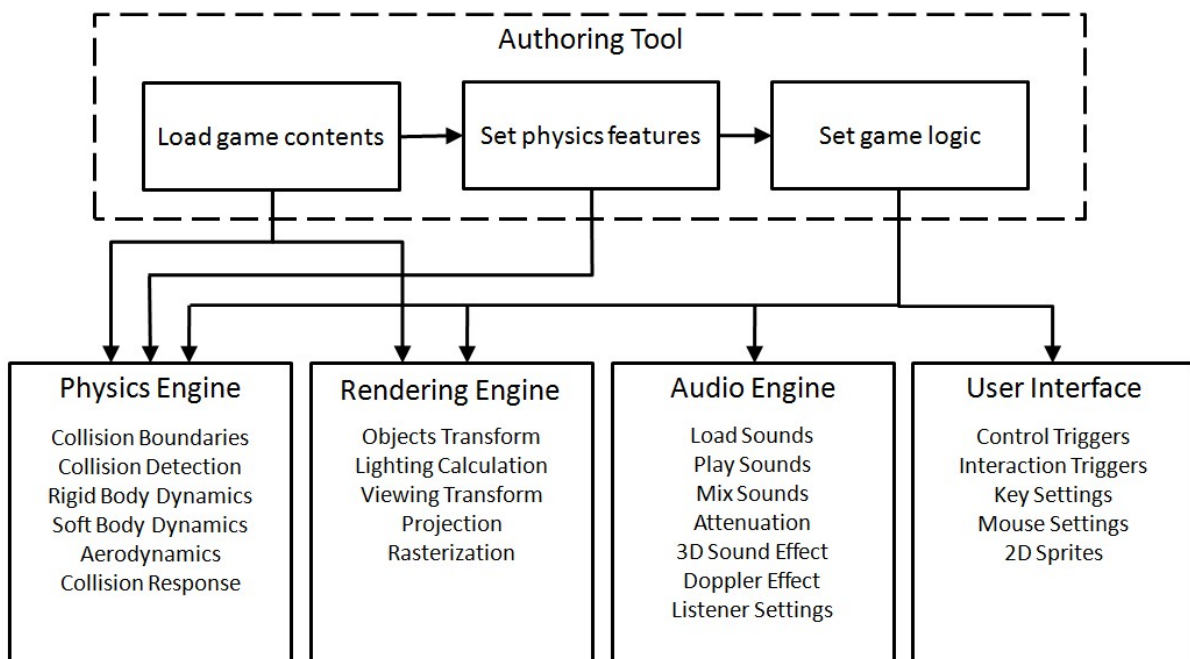 Authoring Tool
Load game contents
Set physics features
Set game logic
Physics Engine
Collision Boundaries
Collision Detection
Rigid Body Dynamics
Soft Body Dynamics
Aerodynamics
Collision Response
Rendering Engine
Objects Transform
Lighting Calculation
Viewing Transform
Projection
Rasterization
Audio Engine
Load Sounds
Play Sounds
Mix Sounds
Attenuation
3D Sound Effect
Doppler Effect
Listener Settings
User Interface
Control Triggers
Interaction Triggers
Key Settings
Mouse Settings
2D Sprites